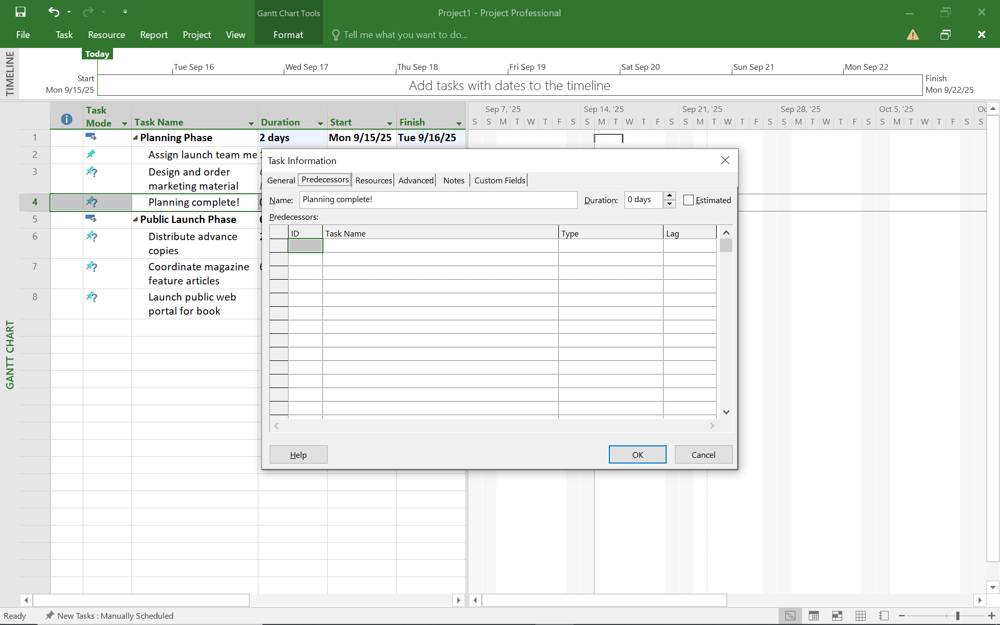 Gantt Chart Tools
Project1 - Project Professional
File Task Resource Report Project View Format Tell me what you want to do...
TIMELINE
Today
Tue Sep 16 Wed Sep 17 Thu Sep 18 Fri Sep 19 Sat Sep 20 Sun Sep 21 Mon Sep 22
Start
Mon 9/15/25
Add tasks with dates to the timeline
Finish
Mon 9/22/25
GANTT CHART
Task Mode Task Name Duration Start Finish
Sep 7, '25 Sep 14, '25 Sep 21, '25 Sep 28, '25 Oct 5, '25
S S M T W T F S S M T W T F S S M T W T F S S M T W T F S S M T W T F S S
1 Planning Phase 2 days Mon 9/15/25 Tue 9/16/25
2 Assign launch team me
3 Design and order
marketing material
4 Planning complete!
5 Public Launch Phase
6 Distribute advance
copies
7 Coordinate magazine
feature articles
8 Launch public web
portal for book
Task Information
General Predecessors Resources Advanced Notes Custom Fields
Name: Planning complete! Duration: 0 days Estimated
Predecessors:
ID Task Name Type Lag
Help OK Cancel
Ready New Tasks : Manually Scheduled